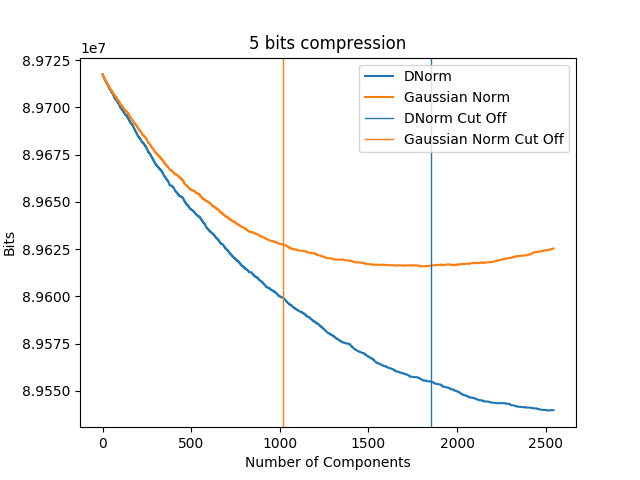 5 bits compression
1e7
8.9725
8.9700
8.9675
8.9650
8.9625
8.9600
8.9575
8.9550
Bits
DNorm
Gaussian Norm
DNorm Cut Off
Gaussian Norm Cut Off
0 500 1000 1500 2000 2500
Number of Components